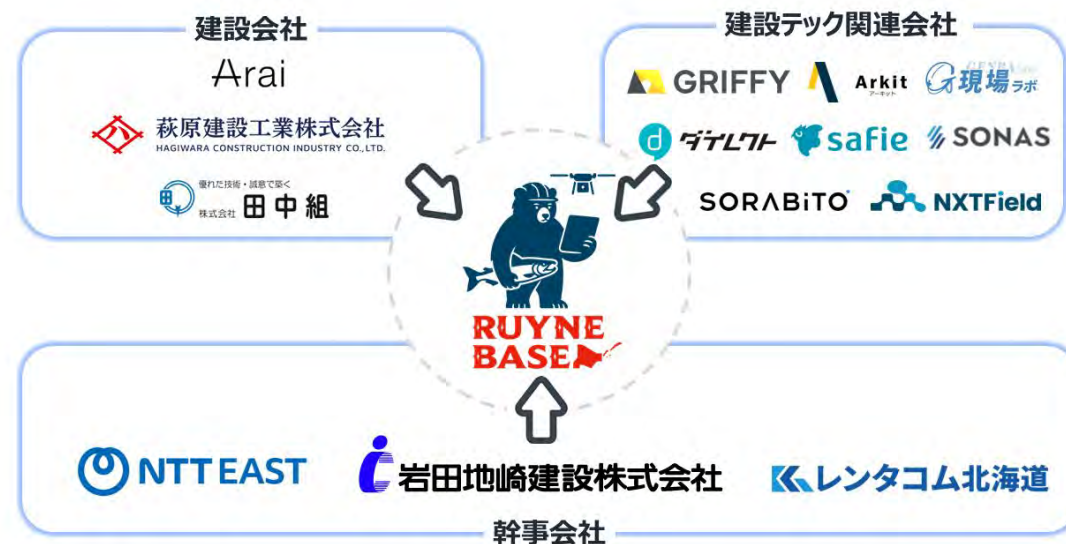 建設会社
Arai
萩原建設工業株式会社
HAGIWARA CONSTRUCTION INDUSTRY CO.,LTD.
優れた技術・誠意で築く
株式会社 田中組
建設テック関連会社
GRIFFY
Arkit
アーキット
現場ラボ
ダイレクト
safie
SONAS
SORABITO
NXTField
RUYNE
BASE
NTT EAST
岩田地崎建設株式会社
レンタコム北海道
幹事会社